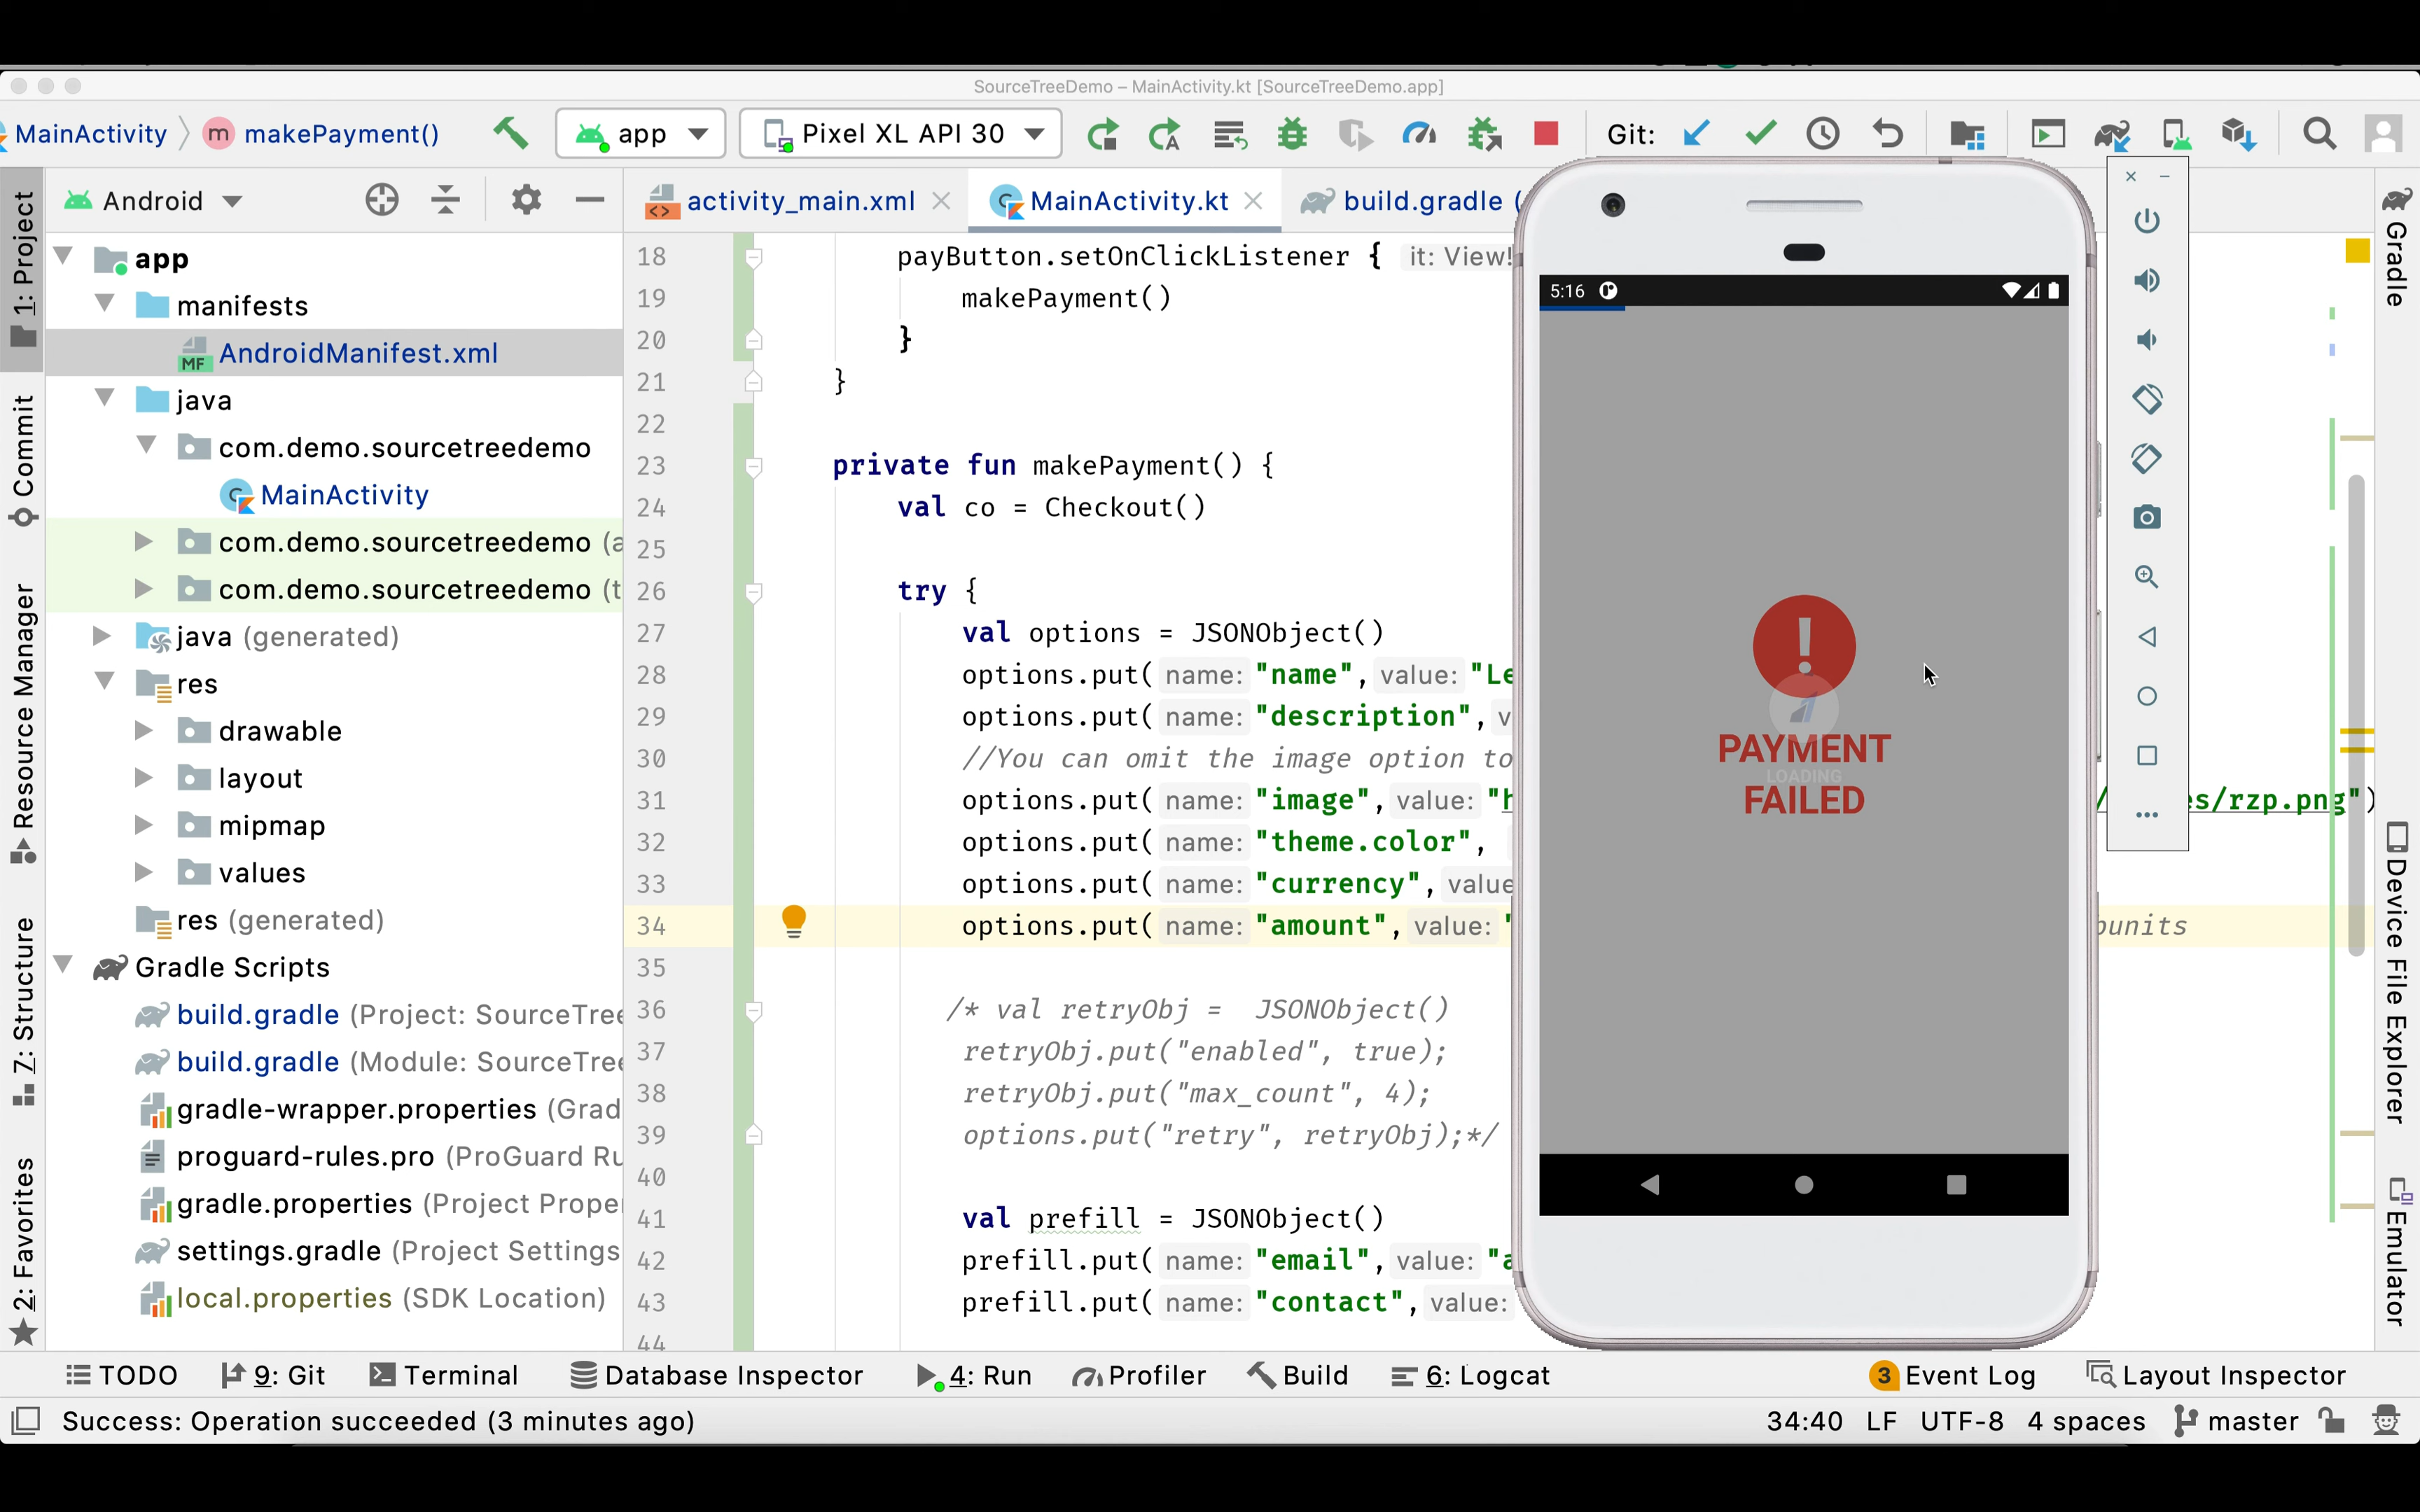 SourceTreeDemo – MainActivity.kt [SourceTreeDemo.app]
MainActivity makePayment() app Pixel XL API 30 Git:
1: Project
Commit
Resource Manager
7: Structure
2: Favorites
Android
app
manifests
AndroidManifest.xml
java
com.demo.sourcetreedemo
MainActivity
com.demo.sourcetreedemo (a
com.demo.sourcetreedemo (t
java (generated)
res
drawable
layout
mipmap
values
res (generated)
Gradle Scripts
build.gradle (Project: SourceTree
build.gradle (Module: SourceTree
gradle-wrapper.properties (Grad
proguard-rules.pro (ProGuard Ru
gradle.properties (Project Proper
settings.gradle (Project Settings
local.properties (SDK Location)
activity_main.xml MainActivity.kt build.gradle (
18 payButton.setOnClickListener { it: View!
19 makePayment()
20 }
21 }
22
23 private fun makePayment() {
24 val co = Checkout()
25
26 try {
27 val options = JSONObject()
28 options.put( name: "name", value: "Le
29 options.put( name: "description", v
30 //You can omit the image option to
31 options.put( name: "image", value: "h /es/rzp.png")
32 options.put( name: "theme.color",
33 options.put( name: "currency", value
34 options.put( name: "amount", value: " bunits
35
36 /* val retryObj = JSONObject()
37 retryObj.put("enabled", true);
38 retryObj.put("max_count", 4);
39 options.put("retry", retryObj);*/
40
41 val prefill = JSONObject()
42 prefill.put( name: "email", value: "a
43 prefill.put( name: "contact", value:
44
5:16
PAYMENT
LOADING
FAILED
Gradle
Device File Explorer
Emulator
TODO 9: Git Terminal Database Inspector 4: Run Profiler Build 6: Logcat 3 Event Log Layout Inspector
Success: Operation succeeded (3 minutes ago) 34:40 LF UTF-8 4 spaces master